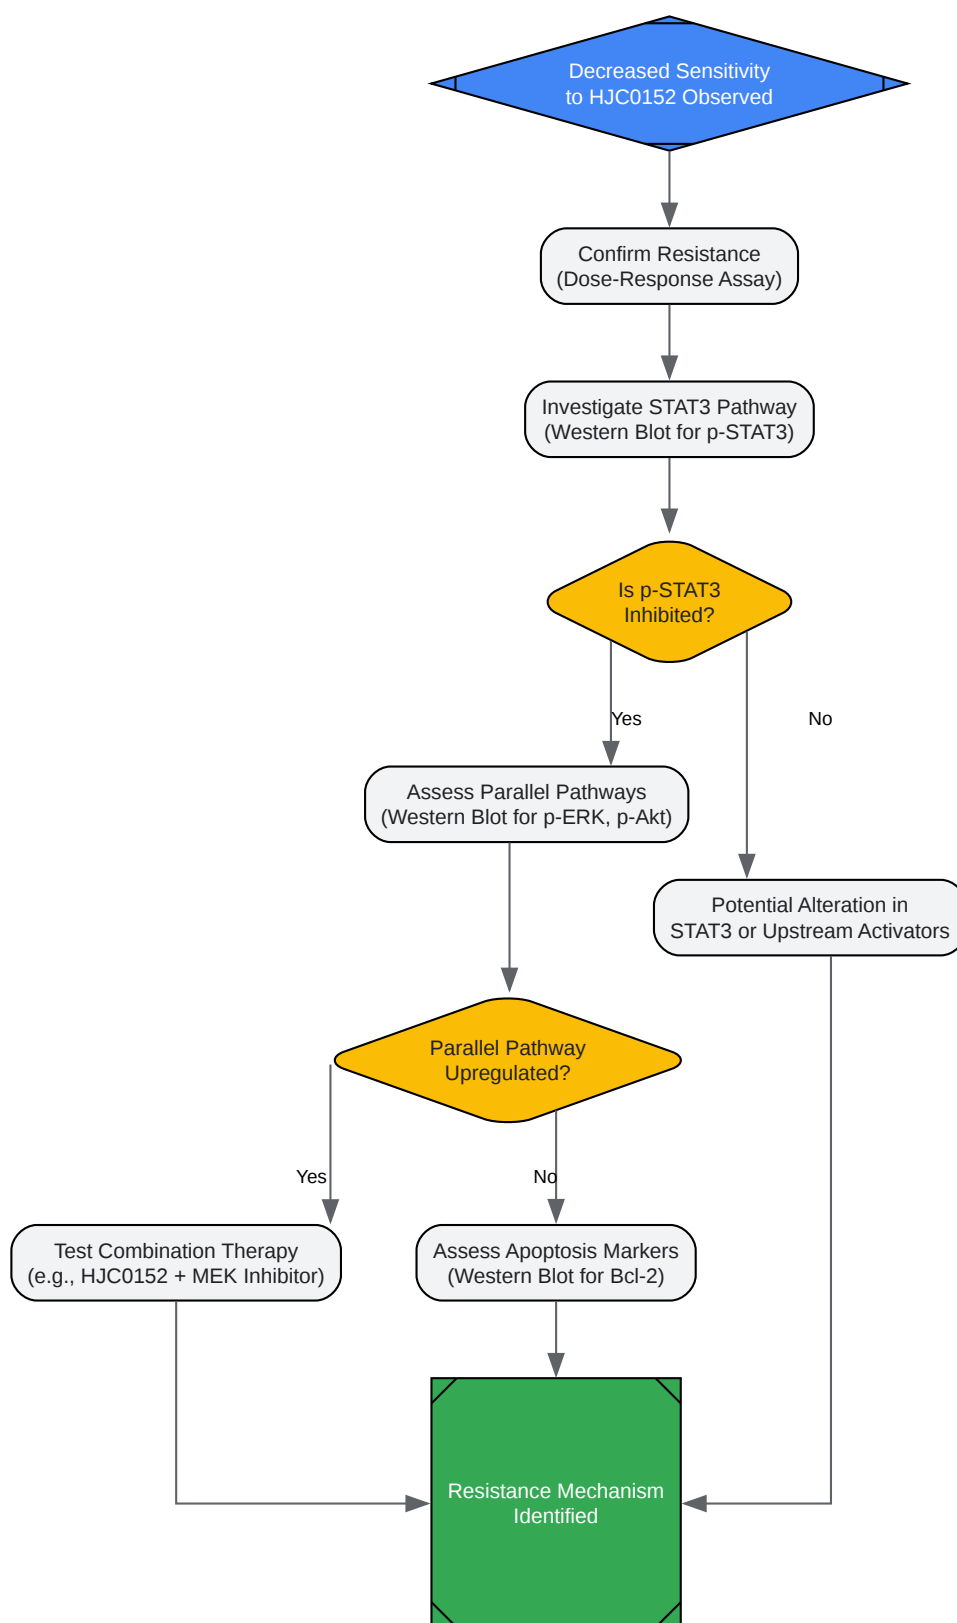 Decreased Sensitivity
to HJC0152 Observed
Confirm Resistance
(Dose-Response Assay)
Investigate STAT3 Pathway
(Western Blot for p-STAT3)
Is p-STAT3
Inhibited?
Yes
No
Assess Parallel Pathways
(Western Blot for p-ERK, p-Akt)
Potential Alteration in
STAT3 or Upstream Activators
Parallel Pathway
Upregulated?
Yes
No
Test Combination Therapy
(e.g., HJC0152 + MEK Inhibitor)
Assess Apoptosis Markers
(Western Blot for Bcl-2)
Resistance Mechanism
Identified